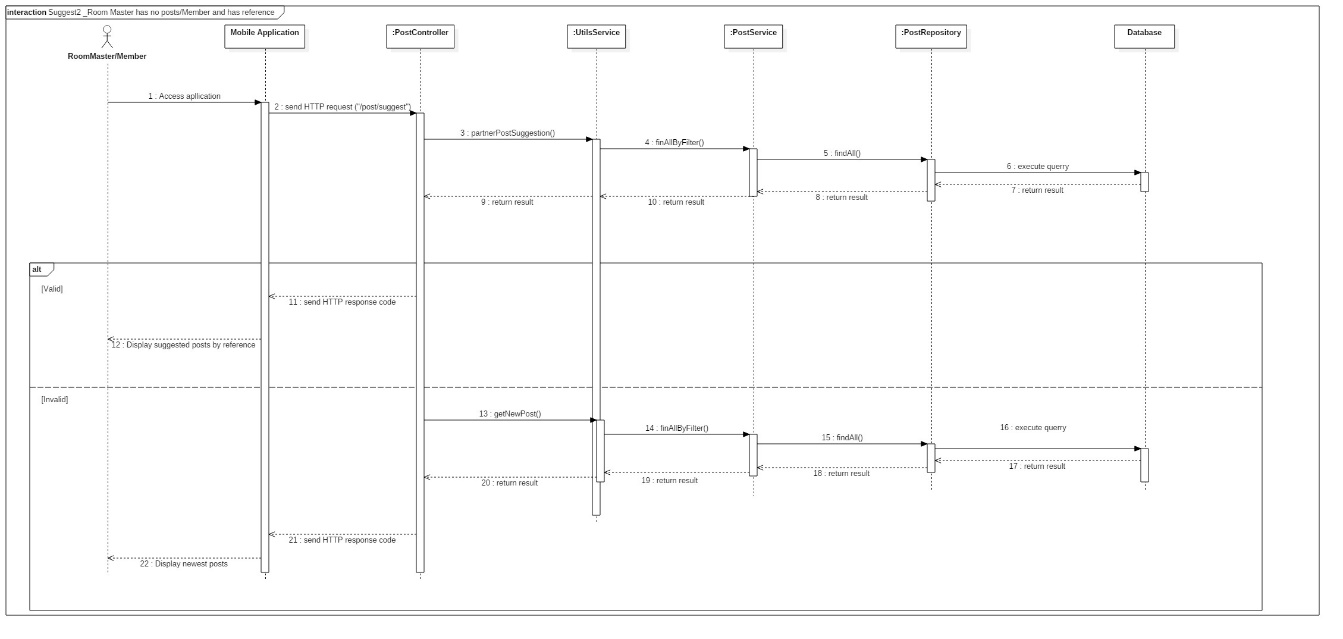 interaction Suggest2 _Room Master has no posts/Member and has reference
RoomMaster/Member
Mobile Application
:PostController
:UtilsService
:PostService
:PostRepository
Database
1 : Access apllication
2 : send HTTP request ("/post/suggest")
3 : partnerPostSuggestion()
4 : finAllByFilter()
5 : findAll()
6 : execute querry
7 : return result
8 : return result
9 : return result
10 : return result
alt
[Valid]
11 : send HTTP response code
12 : Display suggested posts by reference
[Invalid]
13 : getNewPost()
14 : finAllByFilter()
15 : findAll()
16 : execute querry
17 : return result
18 : return result
19 : return result
20 : return result
21 : send HTTP response code
22 : Display newest posts